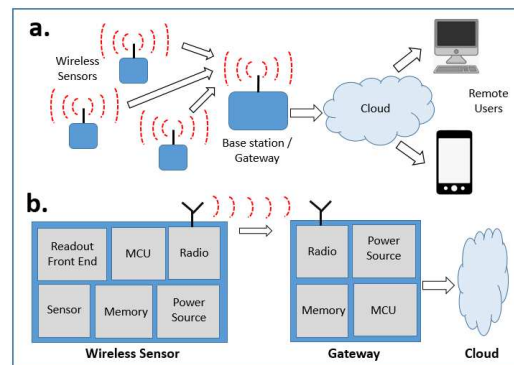 a.
Wireless
Sensors
Base station /
Gateway
Cloud
Remote
Users
b.
Readout
Front End
MCU
Radio
Sensor
Memory
Power
Source
Wireless Sensor
Radio
Power
Source
Memory
MCU
Gateway
Cloud